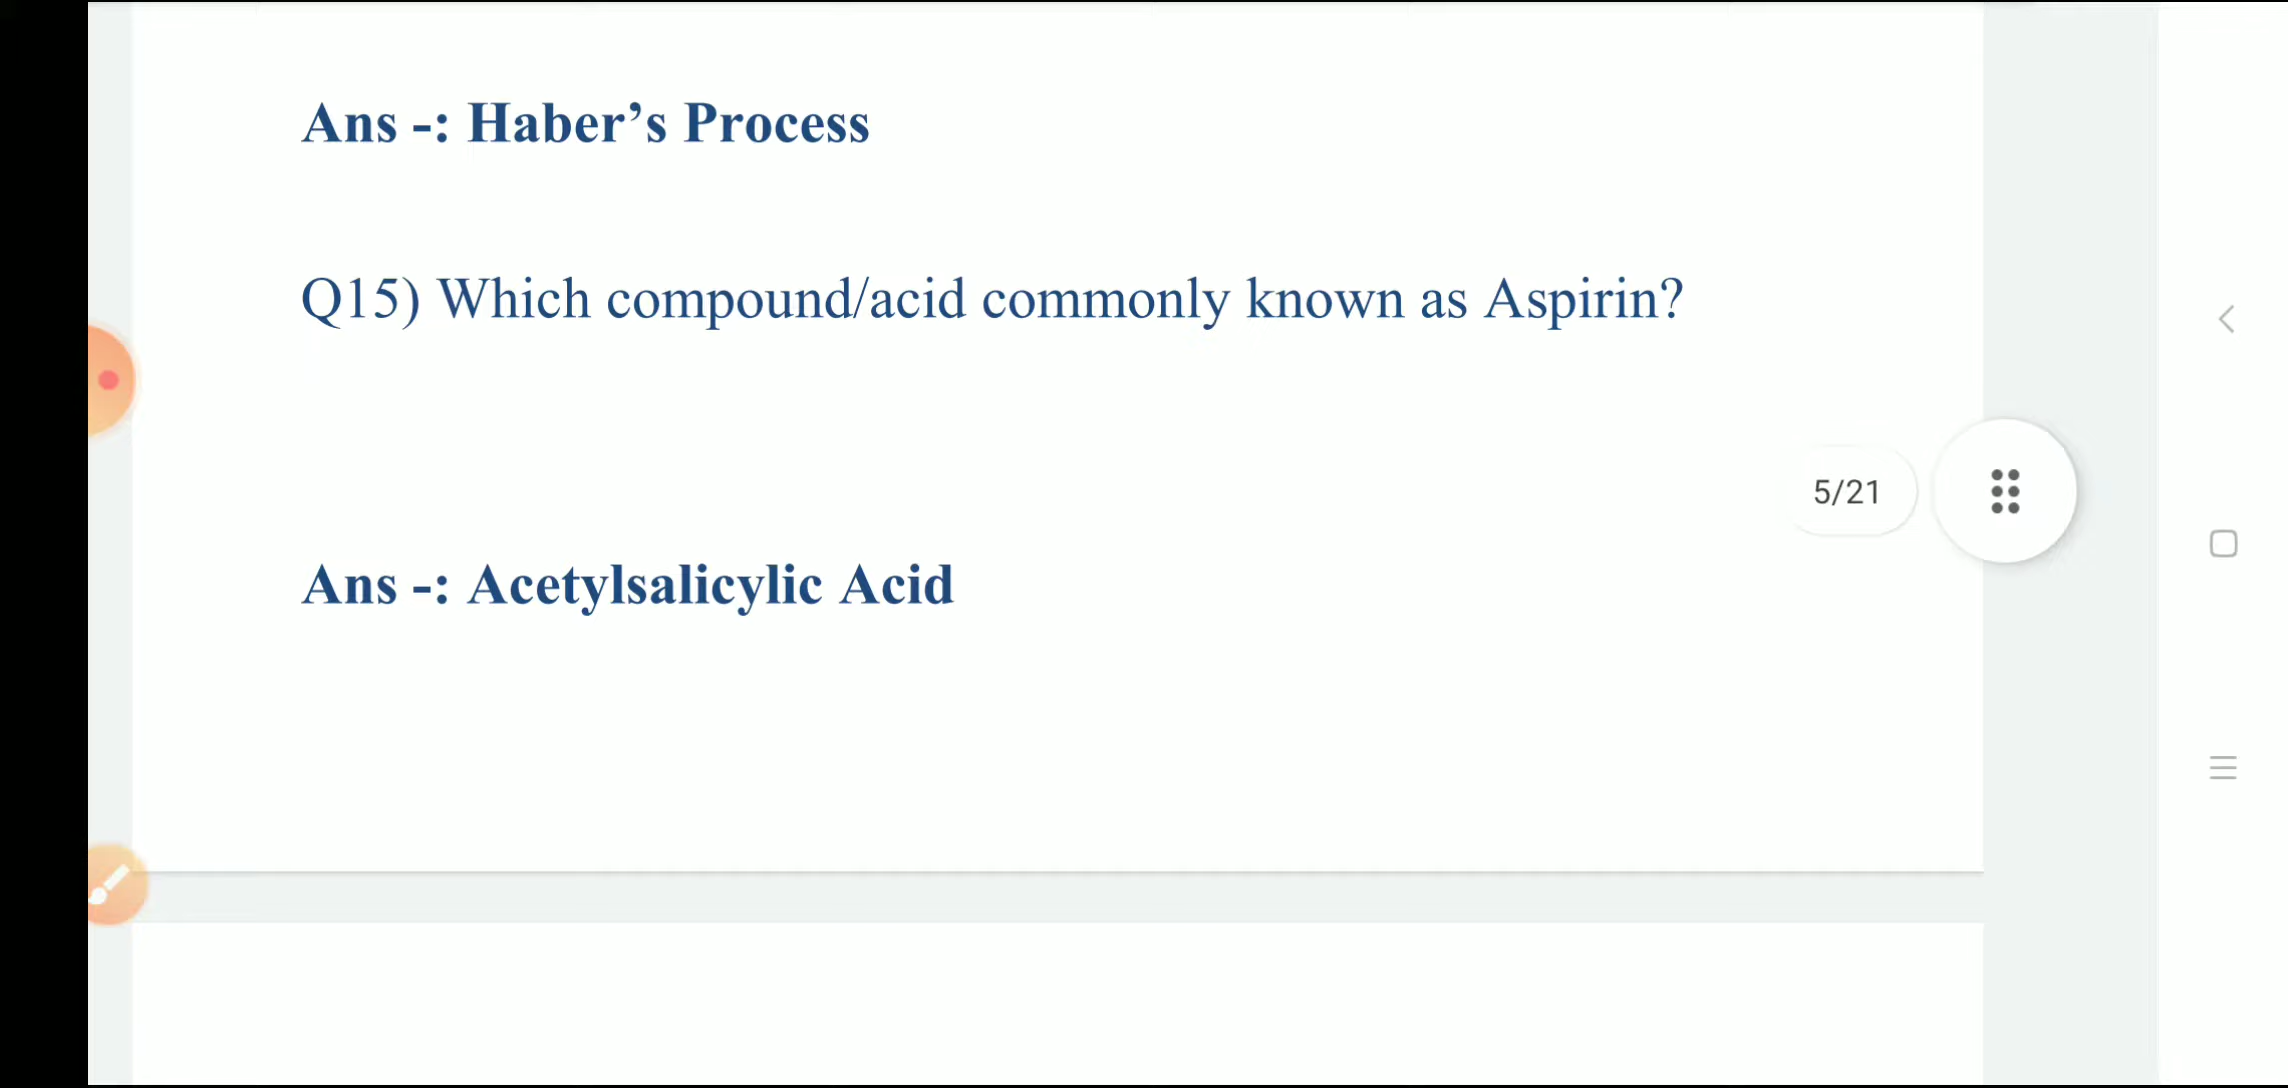 Ans -: Haber’s Process
Q15) Which compound/acid commonly known as Aspirin?
5/21
Ans -: Acetylsalicylic Acid